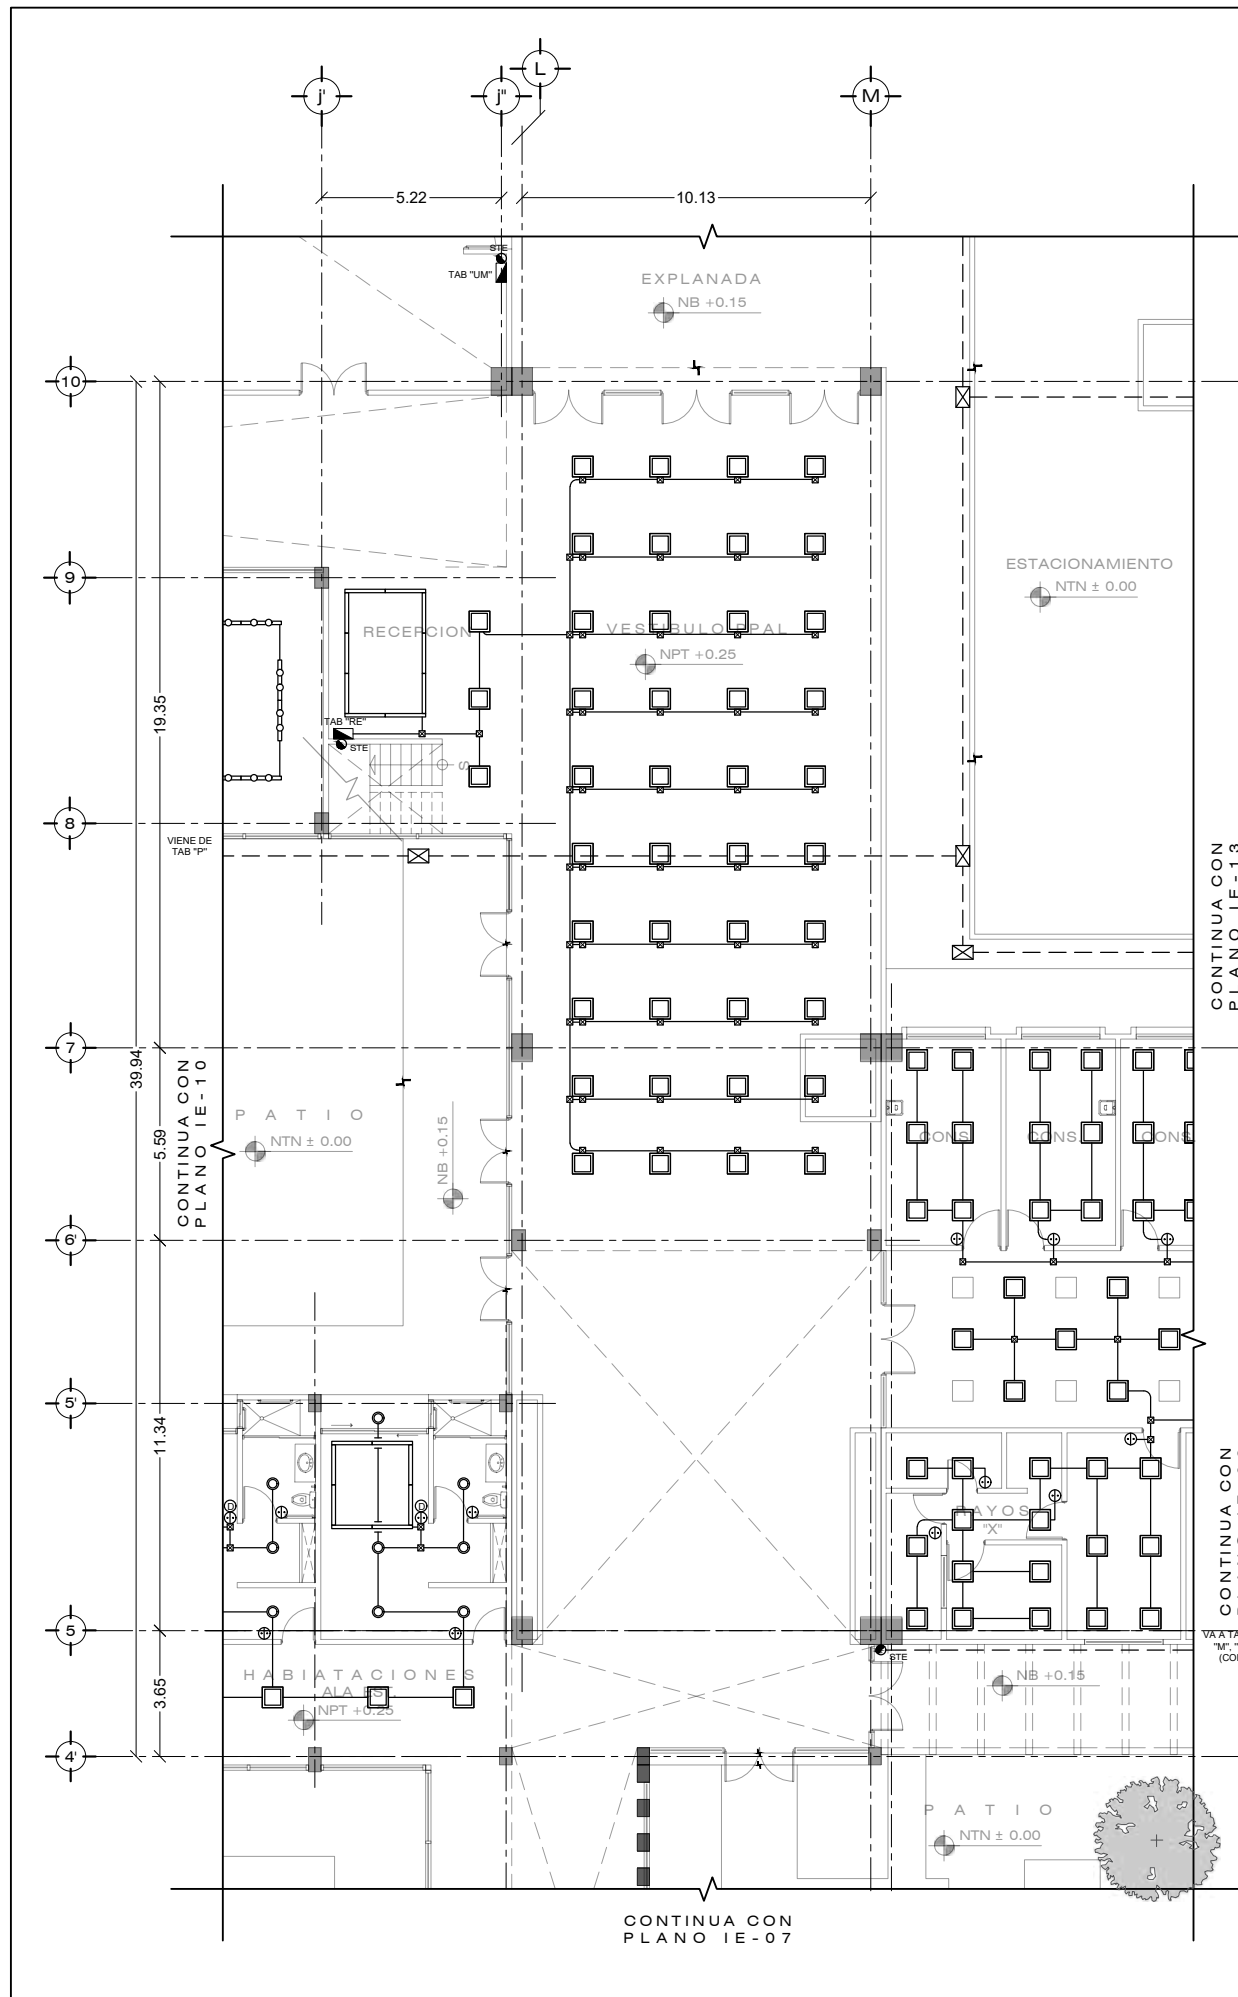 L
j'
j"
M
5.22
10.13
STE
TAB "UM"
EXPLANADA
NB +0.15
10
ESTACIONAMIENTO
NTN ± 0.00
9
RECEPCION
VESTIBULO PPAL
NPT +0.25
19.35
TAB "RE"
STE
S
8
VIENE DE
TAB "P"
CONTINUA CON
PLANO IE-13
7
39.94
CONTINUA CON
PLANO IE-10
5.59
PATIO
NTN ± 0.00
NB +0.15
CONS.
CONS.
CONS
6'
5'
11.34
D
D
RAYOS
"X"
CONTINUA CON
5
VA A TA
"M", "
(CO
STE
HABIATACIONES
ALA EST.
NPT +0.25
NB +0.15
3.65
4'
PATIO
NTN ± 0.00
CONTINUA CON
PLANO IE-07